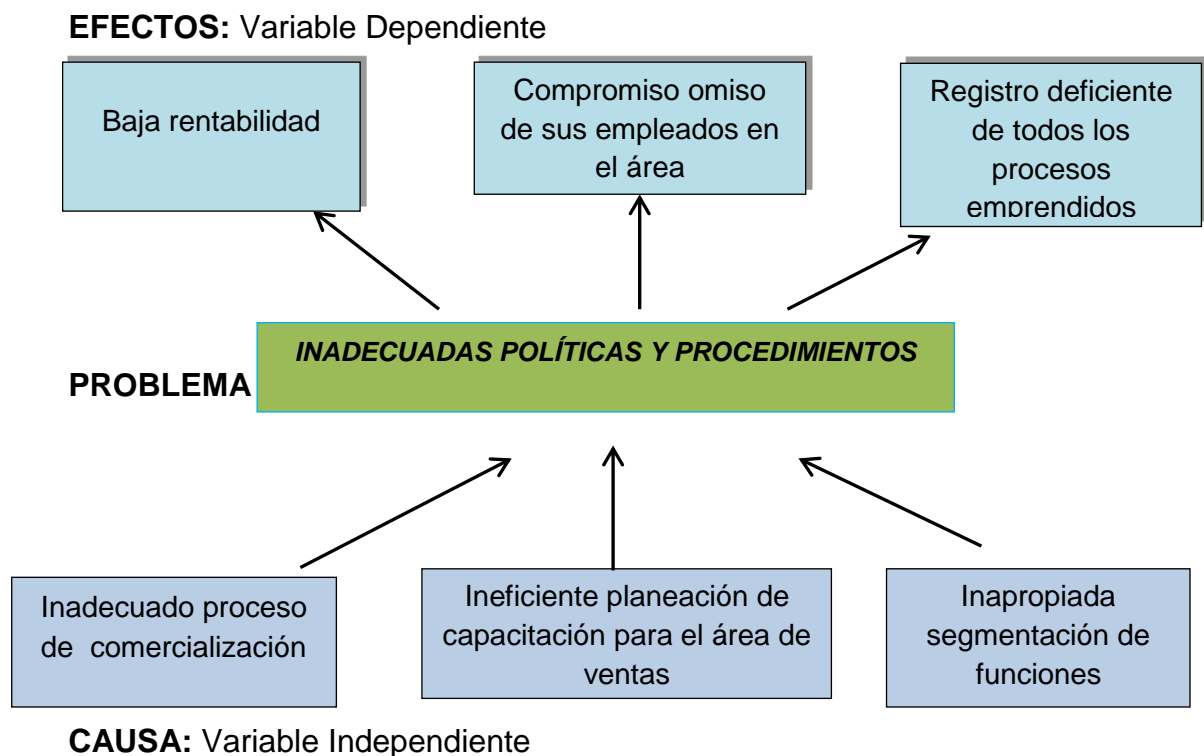 EFECTOS: Variable Dependiente
Baja rentabilidad
Compromiso omiso
de sus empleados en
el área
Registro deficiente
de todos los
procesos
emprendidos
INADECUADAS POLÍTICAS Y PROCEDIMIENTOS
PROBLEMA
Inadecuado proceso
de comercialización
Ineficiente planeación de
capacitación para el área de
ventas
Inapropiada
segmentación de
funciones
CAUSA: Variable Independiente